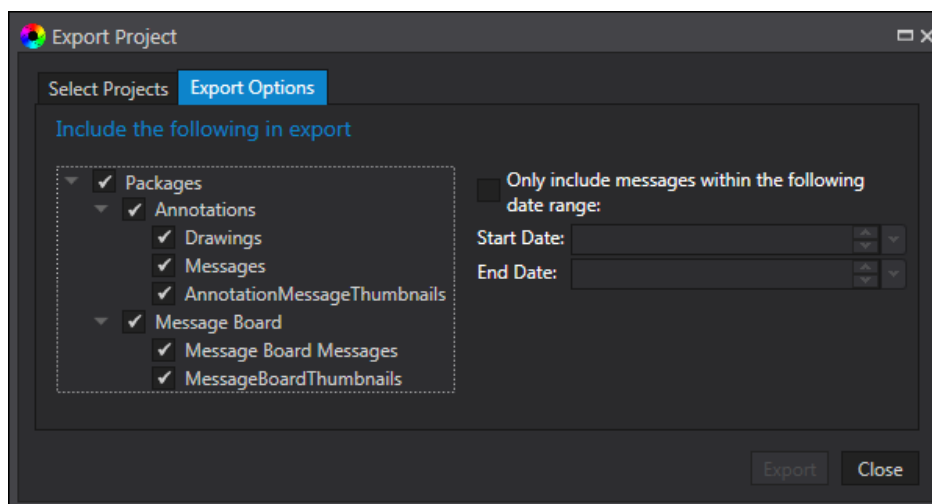 Export Project
Select Projects
Export Options
Include the following in export
Packages
Annotations
Drawings
Messages
AnnotationMessageThumbnails
Message Board
Message Board Messages
MessageBoardThumbnails
Only include messages within the following
date range:
Start Date:
End Date:
Export
Close